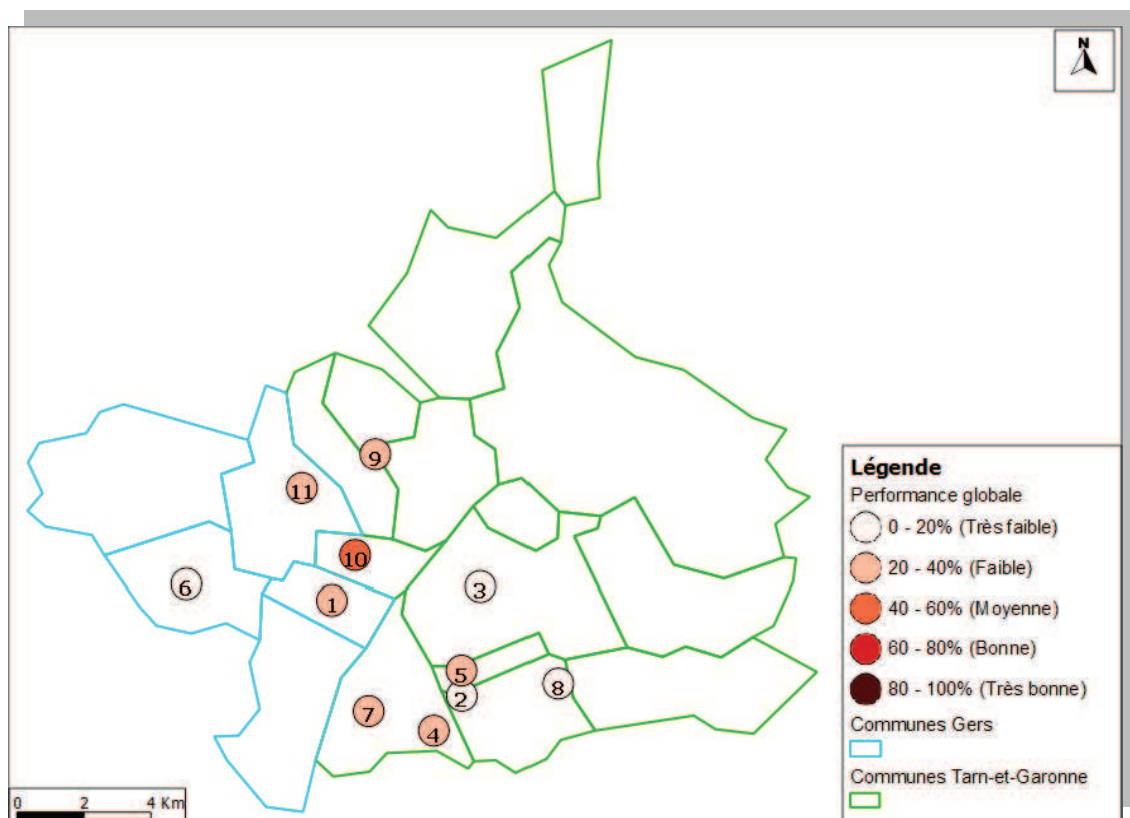 N
9
11
10
6
3
1
5
8
2
7
4
Légende
Performance globale
0 - 20% (Très faible)
20 - 40% (Faible)
40 - 60% (Moyenne)
60 - 80% (Bonne)
80 - 100% (Très bonne)
Communes Gers
Communes Tarn-et-Garonne
0 2 4 Km